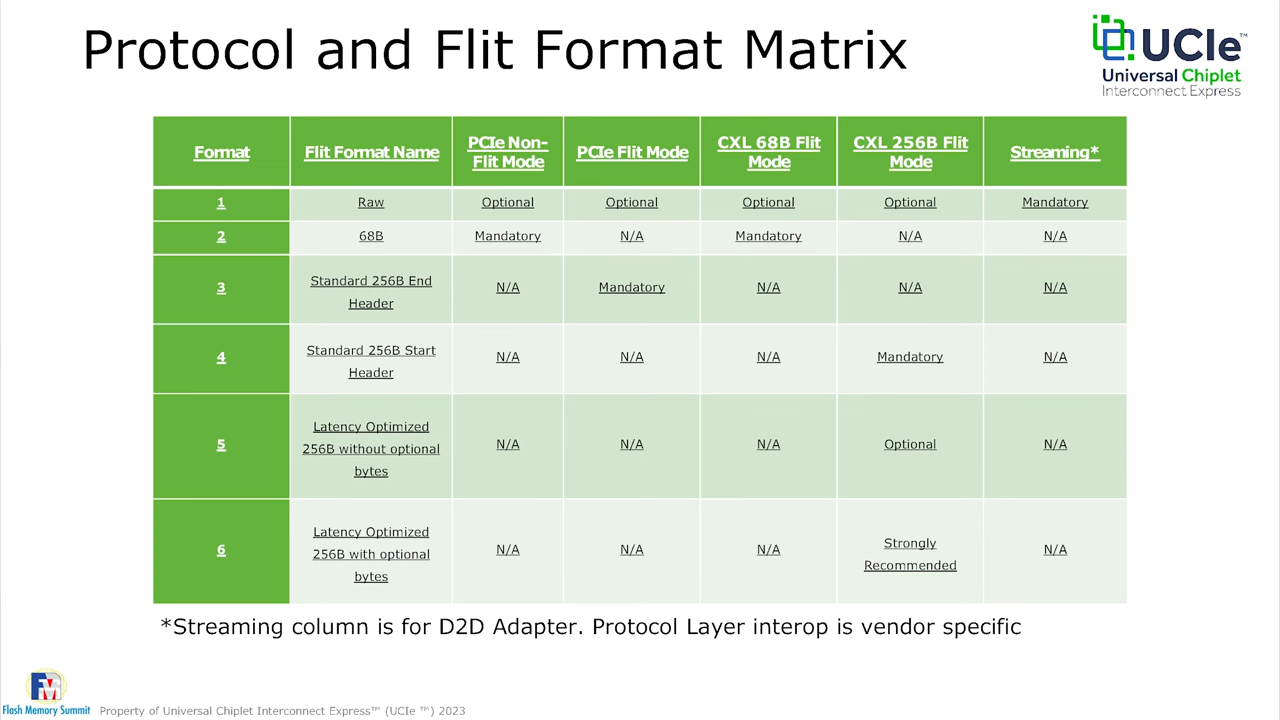 Protocol and Flit Format Matrix
UCIe™
Universal Chiplet
Interconnect Express
Format
Flit Format Name
PCIe Non-
Flit Mode
PCIe Flit Mode
CXL 68B Flit
Mode
CXL 256B Flit
Mode
Streaming*
1
Raw
Optional
Optional
Optional
Optional
Mandatory
2
68B
Mandatory
N/A
Mandatory
N/A
N/A
3
Standard 256B End
Header
N/A
Mandatory
N/A
N/A
N/A
4
Standard 256B Start
Header
N/A
N/A
N/A
Mandatory
N/A
5
Latency Optimized
256B without optional
bytes
N/A
N/A
N/A
Optional
N/A
6
Latency Optimized
256B with optional
bytes
N/A
N/A
N/A
Strongly
Recommended
N/A
*Streaming column is for D2D Adapter. Protocol Layer interop is vendor specific
FMS
Flash Memory Summit
Property of Universal Chiplet Interconnect Express™ (UCIe ™) 2023